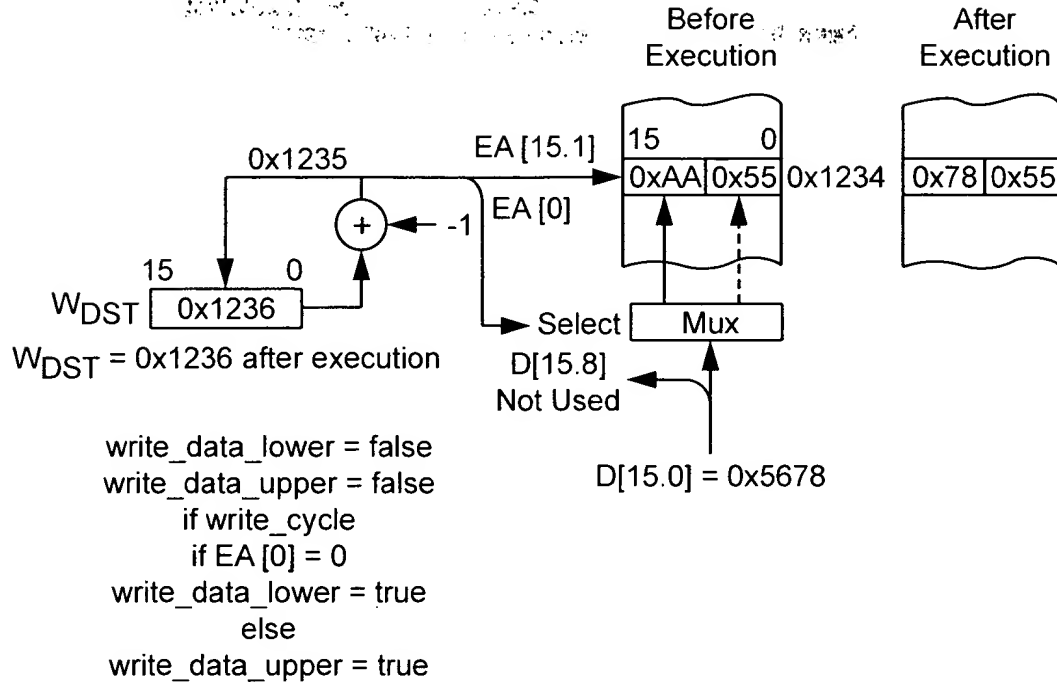 Before
Execution
After
Execution
15 0
0x1235
EA [15.1]
0xAA 0x55 0x1234
0x78 0x55
EA [0]
+
-1
15 0
WDST 0x1236
Select
Mux
WDST = 0x1236 after execution
D[15.8]
Not Used
D[15.0] = 0x5678
write_data_lower = false
write_data_upper = false
if write_cycle
if EA [0] = 0
write_data_lower = true
else
write_data_upper = true